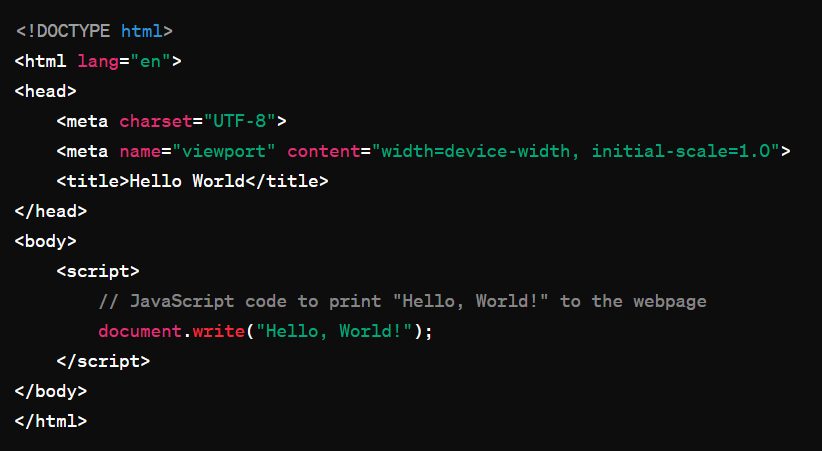 <!DOCTYPE html>
<html lang="en">
<head>
    <meta charset="UTF-8">
    <meta name="viewport" content="width=device-width, initial-scale=1.0">
    <title>Hello World</title>
</head>
<body>
    <script>
        // JavaScript code to print "Hello, World!" to the webpage
        document.write("Hello, World!");
    </script>
</body>
</html>